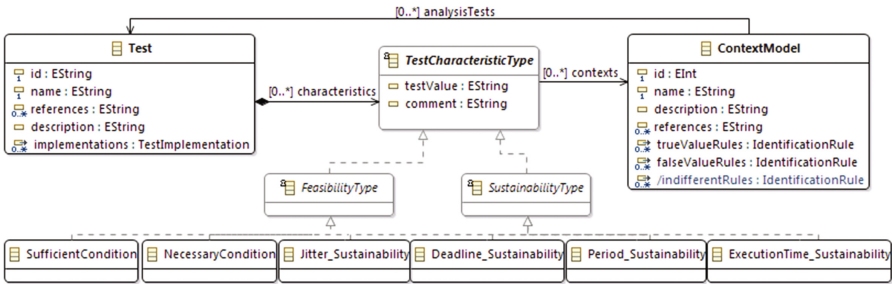 [0..*] analysisTests
Test
id : EString
name : EString
references : EString
description : EString
implementations : TestImplementation
[0..*] characteristics
TestCharacteristicType
testValue : EString
comment : EString
[0..*] contexts
ContextModel
id : EInt
name : EString
description : EString
references : EString
trueValueRules : IdentificationRule
falseValueRules : IdentificationRule
/indifferentRules : IdentificationRule
FeasibilityType
SustainabilityType
SufficientCondition
NecessaryCondition
Jitter_Sustainability
Deadline_Sustainability
Period_Sustainability
ExecutionTime_Sustainability